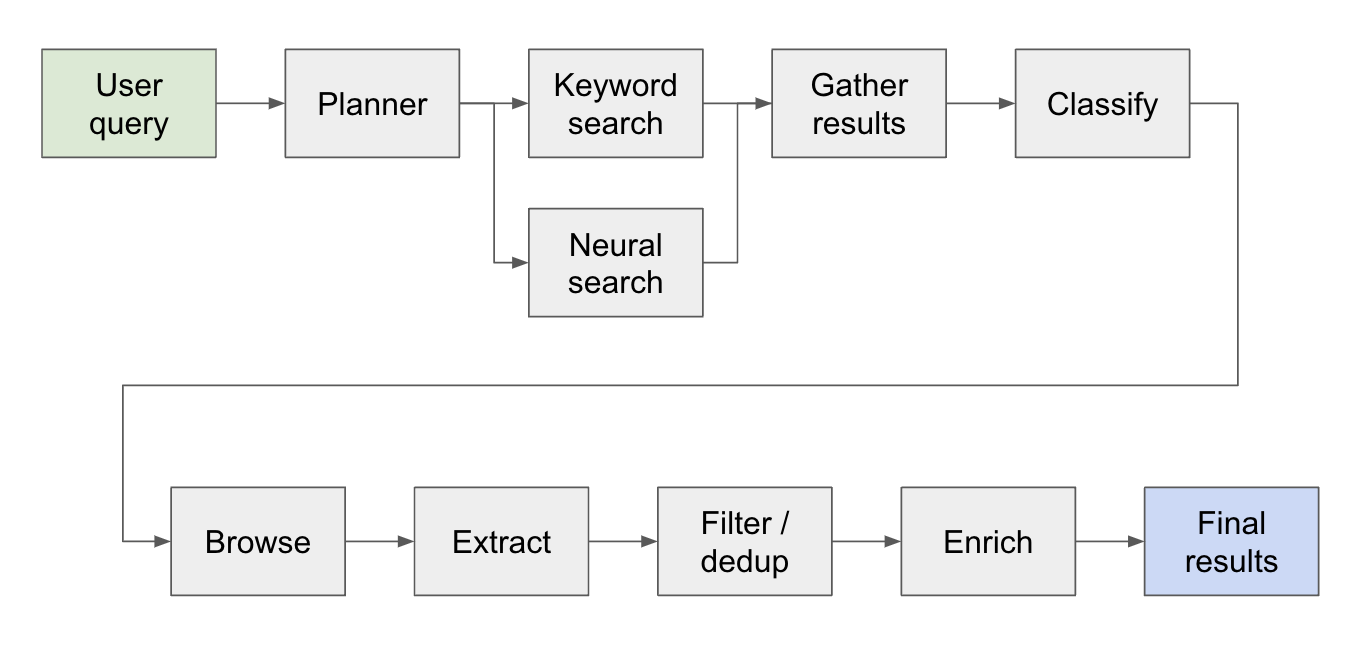 User
query
Planner
Keyword
search
Gather
results
Classify
Neural
search
Browse
Extract
Filter /
dedup
Enrich
Final
results